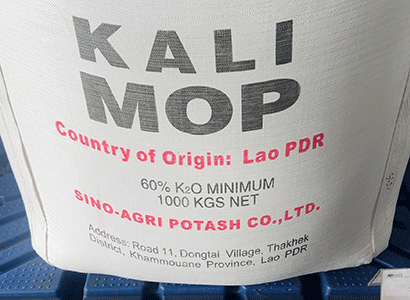 KALI
MOP
Country of Origin: Lao PDR
60% K₂O MINIMUM
1000 KGS NET
SINO-AGRI POTASH CO.,LTD.
Address: Road 11, Dongtai Village, Thakhek
District, Khammouane Province, Lao PDR